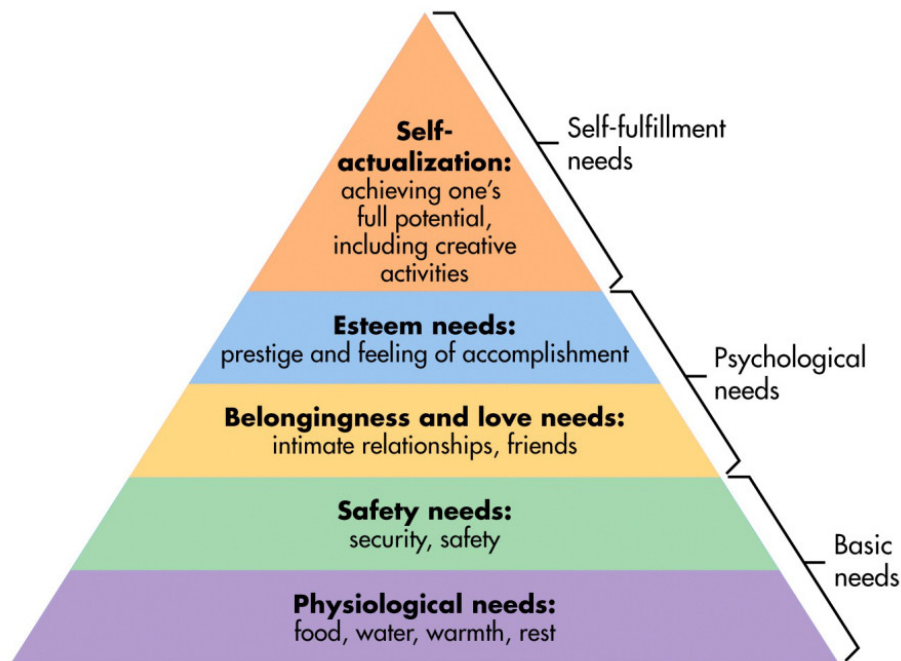 Self-
actualization:
achieving one's
full potential,
including creative
activities
Self-fulfillment
needs
Esteem needs:
prestige and feeling of accomplishment
Psychological
needs
Belongingness and love needs:
intimate relationships, friends
Safety needs:
security, safety
Basic
needs
Physiological needs:
food, water, warmth, rest